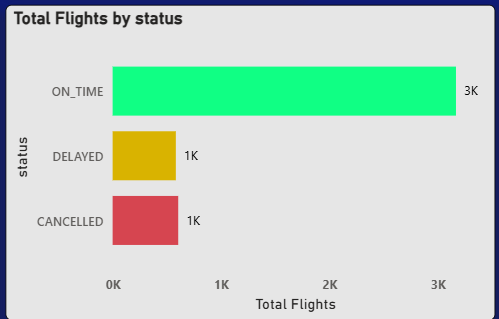 Total Flights by status
status
ON_TIME
3K
DELAYED
1K
CANCELLED
1K
0K 1K 2K 3K
Total Flights